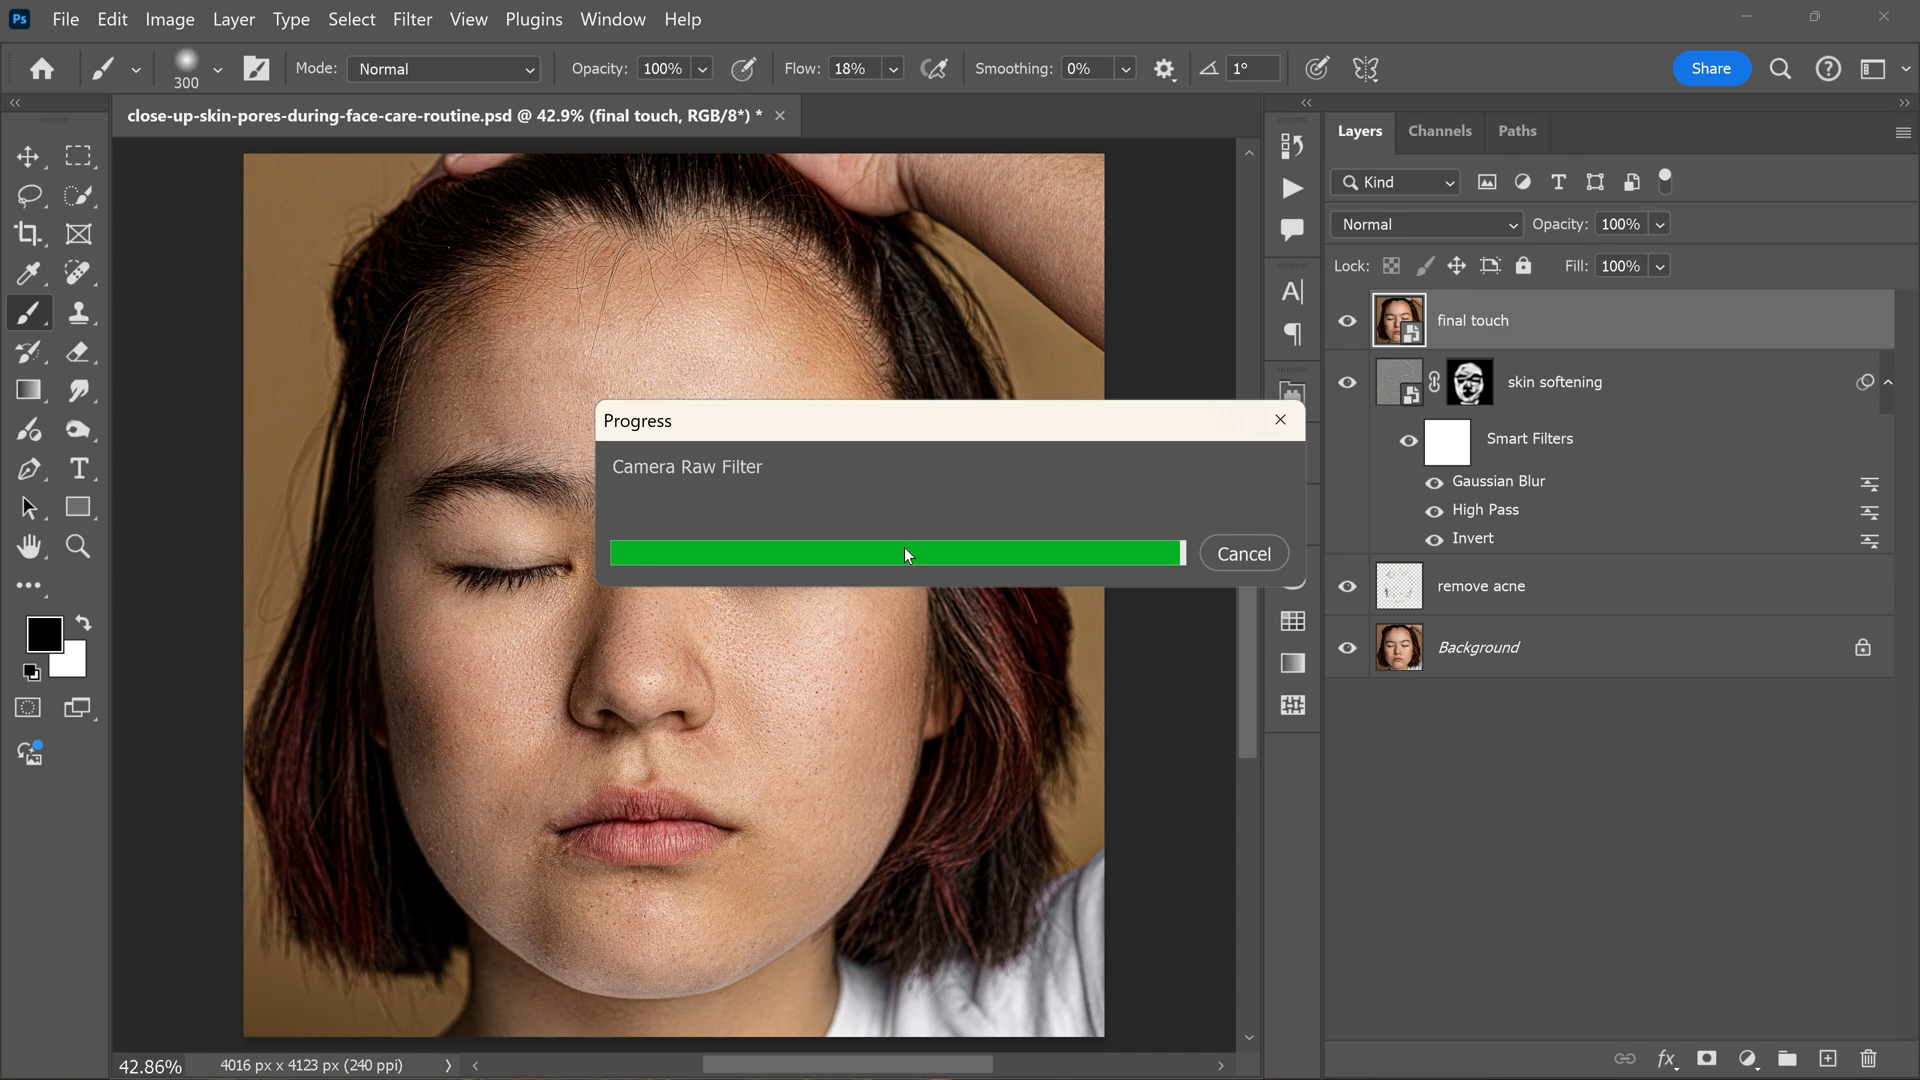 Ps File Edit Image Layer Type Select Filter View Plugins Window Help
300 Mode: Normal Opacity: 100% Flow: 18% Smoothing: 0% 1° Share
close-up-skin-pores-during-face-care-routine.psd @ 42.9% (final touch, RGB/8*) *
Layers Channels Paths
Kind
Normal Opacity: 100%
Lock: Fill: 100%
final touch
skin softening
Smart Filters
Gaussian Blur
High Pass
Invert
remove acne
Background
Progress
Camera Raw Filter
Cancel
42.86% 4016 px x 4123 px (240 ppi)